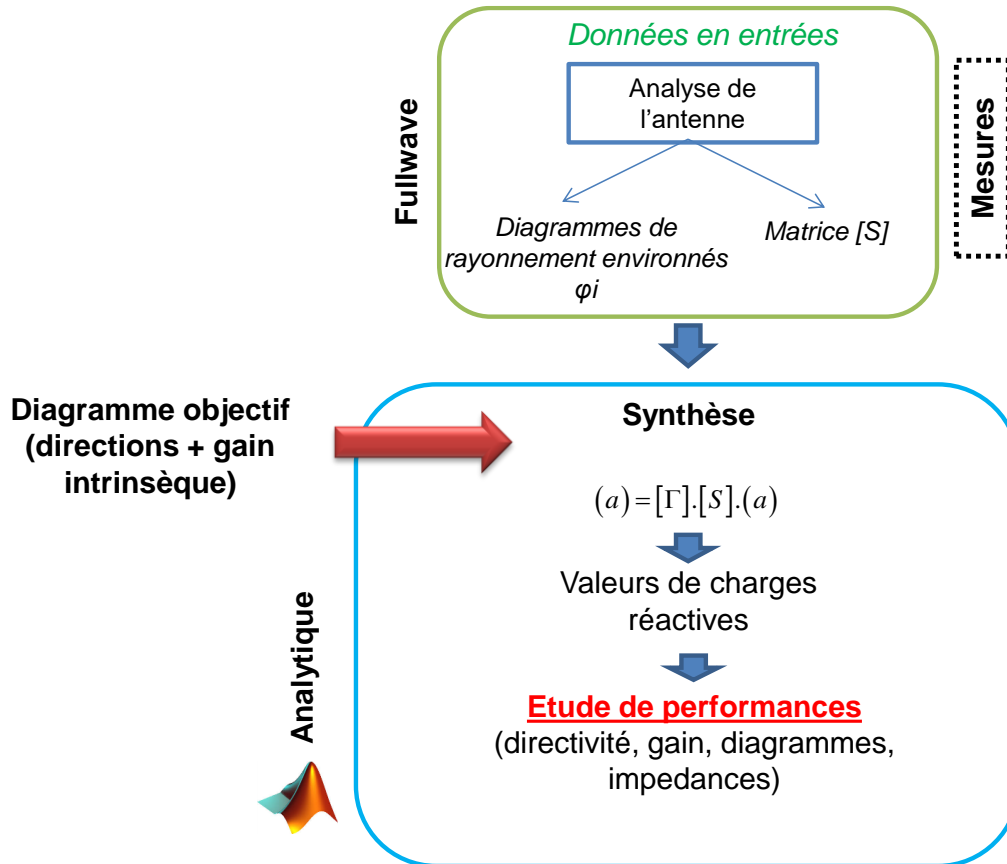 Données en entrées
Analyse de
l'antenne
Fullwave
Mesures
Diagrammes de
rayonnement environnés
φi
Matrice [S]
Diagramme objectif
(directions + gain
intrinsèque)
Synthèse
(a)=[Γ].[S].(a)
Valeurs de charges
réactives
Analytique
Etude de performances
(directivité, gain, diagrammes,
impedances)